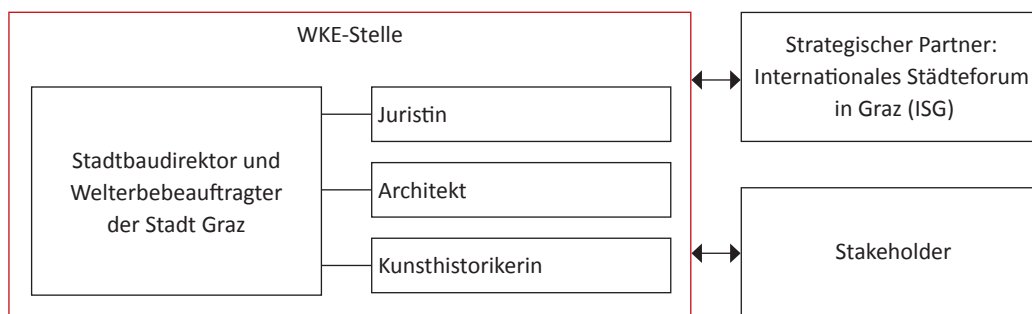 WKE-Stelle
Stadtbaudirektor und
Welterbebeauftragter
der Stadt Graz
Juristin
Architekt
Kunsthistorikerin
Strategischer Partner:
Internationales Städteforum
in Graz (ISG)
Stakeholder